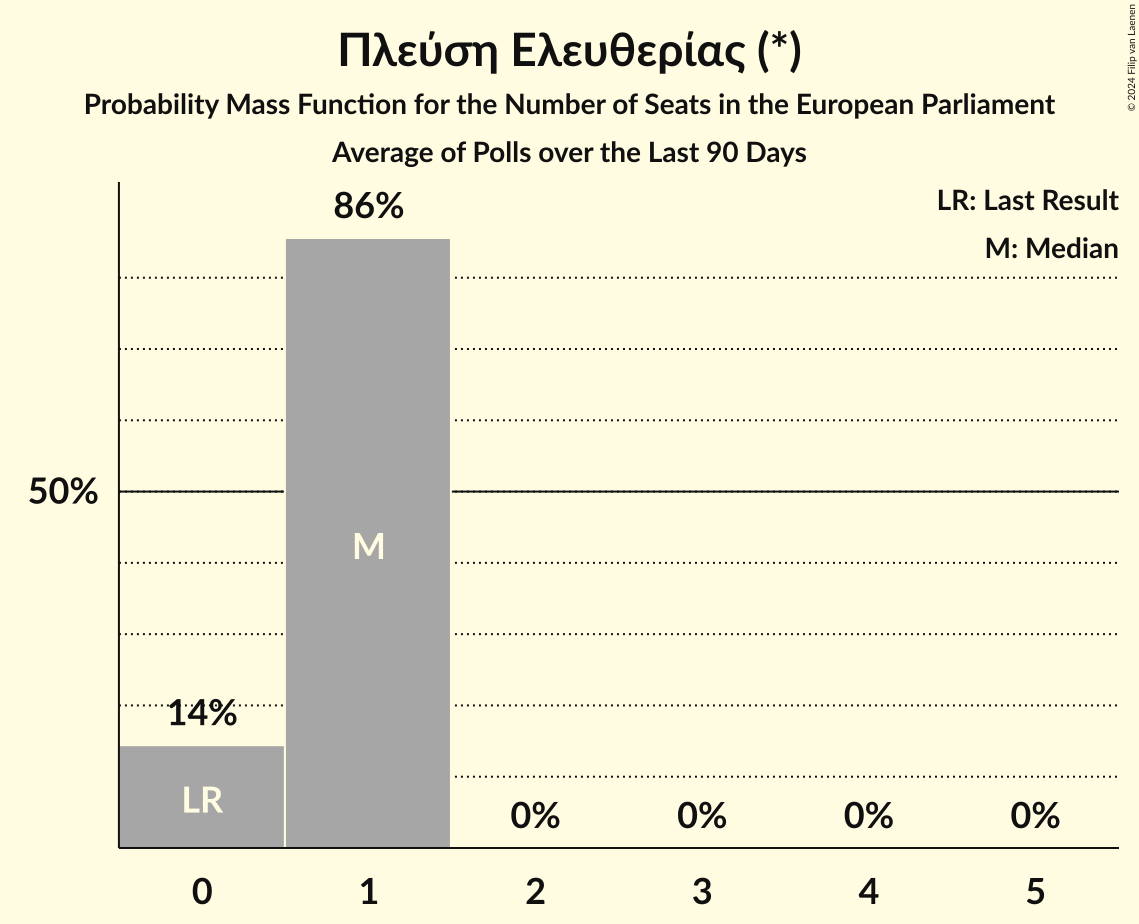 Πλεύση Ελευθερίας (*)
Probability Mass Function for the Number of Seats in the European Parliament
Average of Polls over the Last 90 Days
© 2024 Filip van Laenen
LR: Last Result
M: Median
86%
50%
M
14%
LR
0% 0% 0% 0%
0 1 2 3 4 5